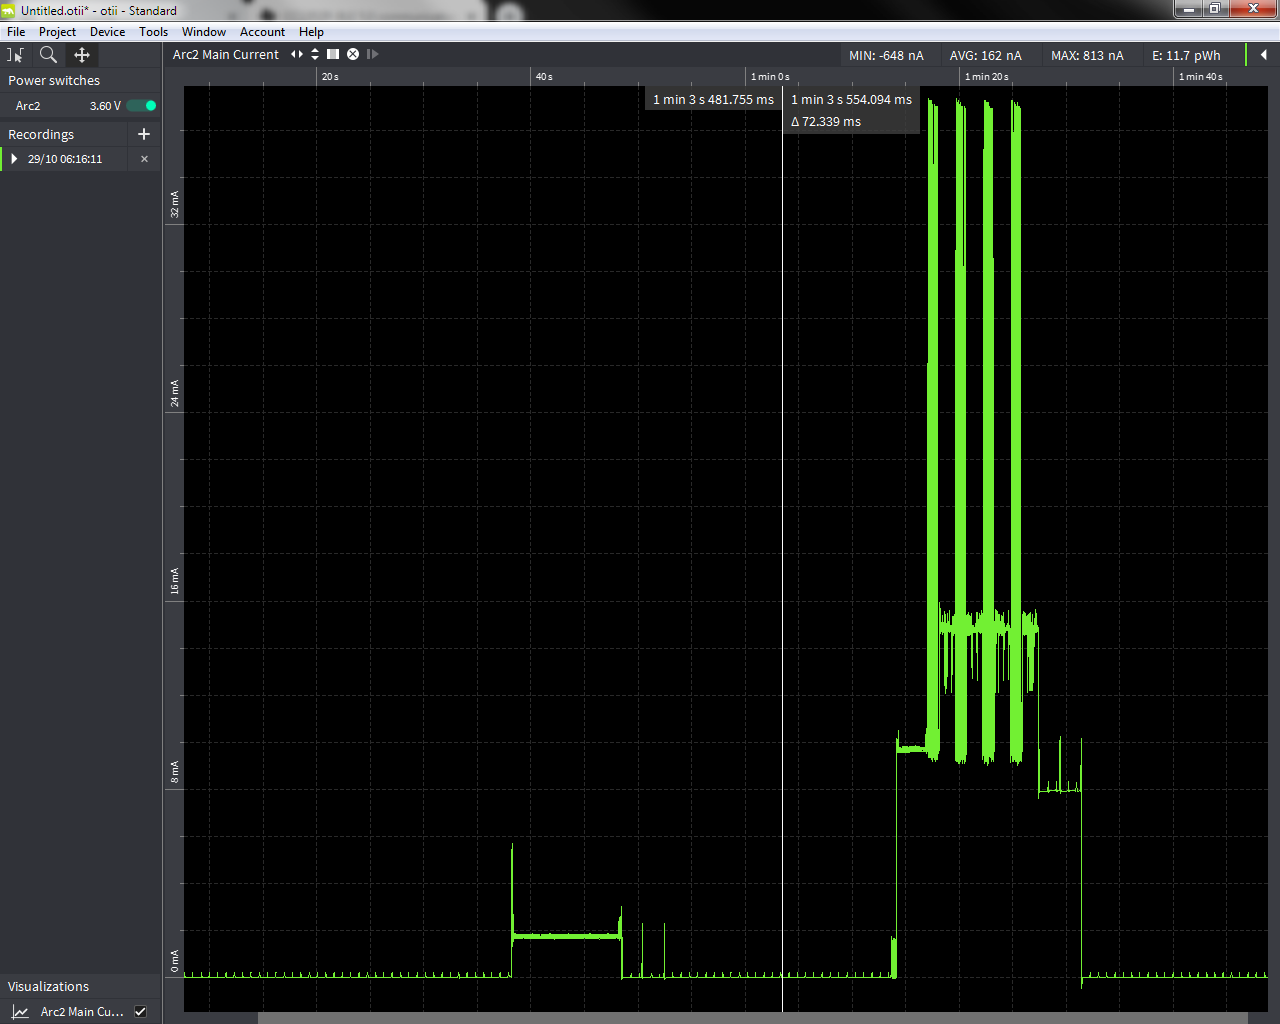 Untitled.otii* - otii - Standard
File Project Device Tools Window Account Help
Arc2 Main Current
MIN: -648 nA AVG: 162 nA MAX: 813 nA E: 11.7 pWh
Power switches
Arc2 3.60 V
Recordings +
29/10 06:16:11 ×
20 s 40 s 1 min 0 s 1 min 20 s 1 min 40 s
1 min 3 s 481.755 ms
1 min 3 s 554.094 ms
Δ 72.339 ms
32 mA
24 mA
16 mA
8 mA
0 mA
Visualizations
Arc2 Main Cu...